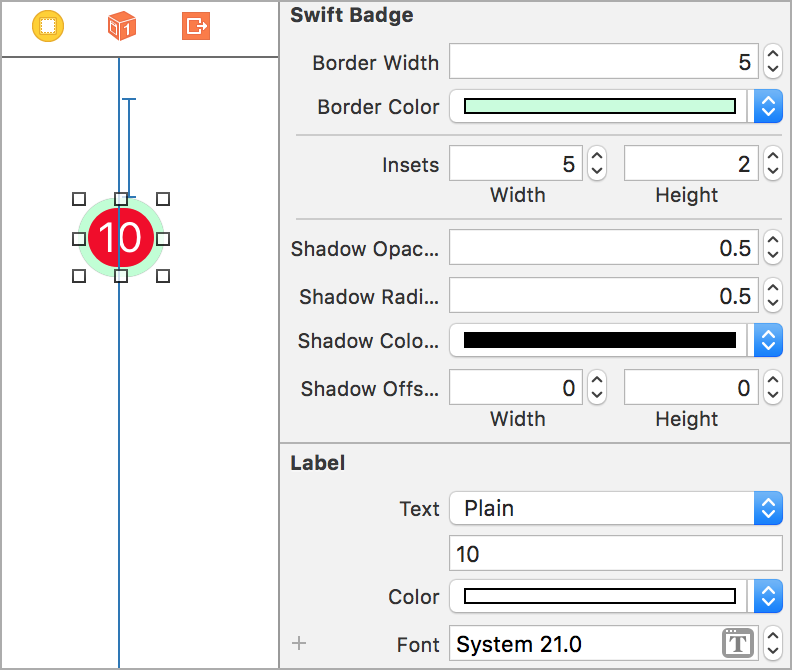 Swift Badge
Border Width 5
Border Color
Insets 5 2
Width Height
10
Shadow Opac... 0.5
Shadow Radi... 0.5
Shadow Colo...
Shadow Offs... 0 0
Width Height
Label
Text Plain
10
Color
+ Font System 21.0 T